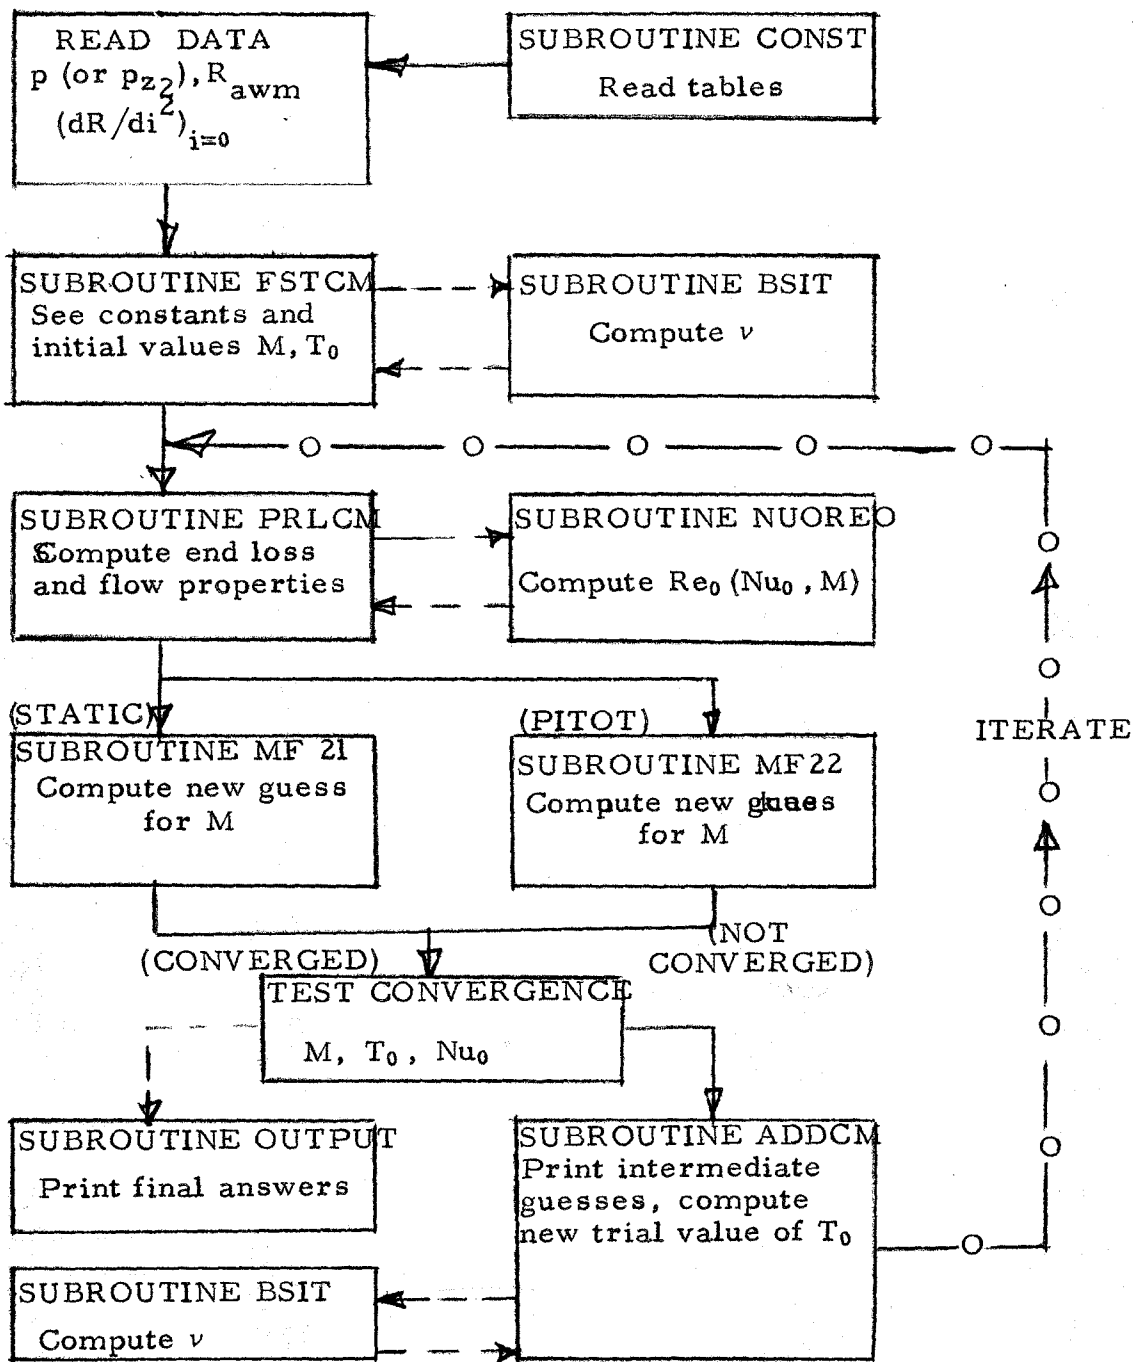 READ DATA
p (or p_z2), R_awm
(dR/di²)_i=0
SUBROUTINE CONST
Read tables
SUBROUTINE FSTCM
See constants and
initial values M, T₀
SUBROUTINE BSIT
Compute ν
SUBROUTINE PRLCM
Compute end loss
and flow properties
SUBROUTINE NUOREO
Compute Re₀ (Nu₀, M)
(STATIC)
SUBROUTINE MF 21
Compute new guess
for M
(PITOT)
SUBROUTINE MF22
Compute new guess
for M
ITERATE
(CONVERGED)
(NOT
CONVERGED)
TEST CONVERGENCE
M, T₀, Nu₀
SUBROUTINE OUTPUT
Print final answers
SUBROUTINE ADDCM
Print intermediate
guesses, compute
new trial value of T₀
SUBROUTINE BSIT
Compute ν